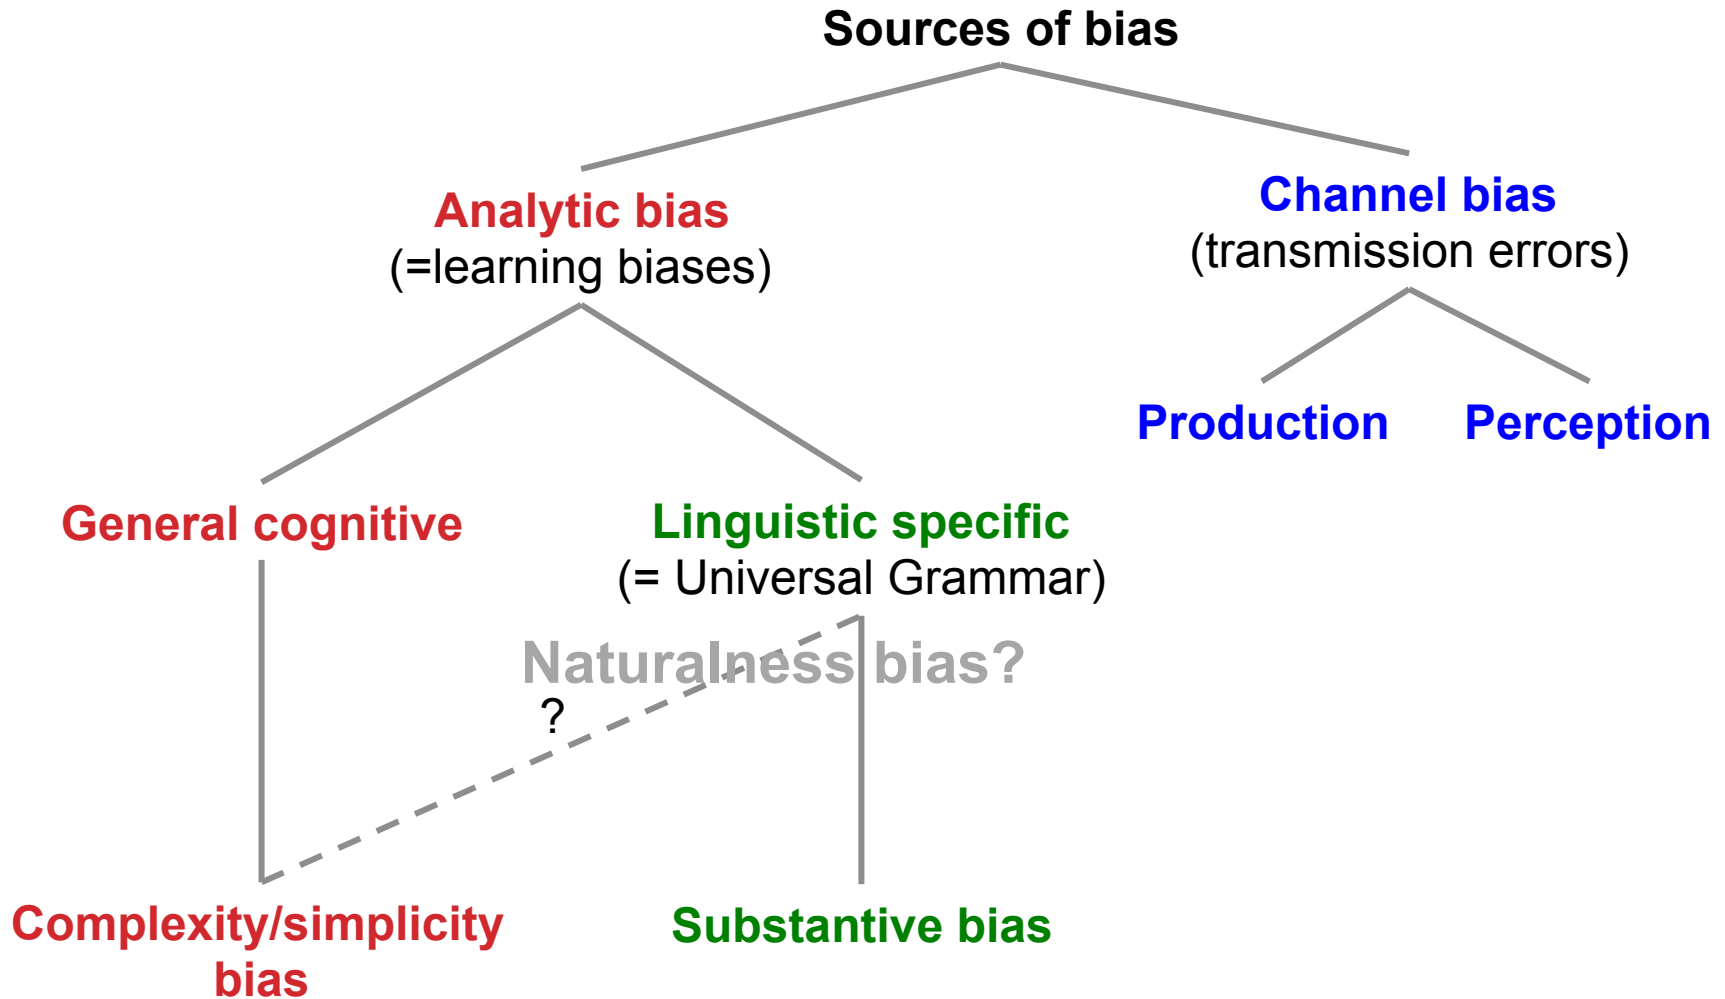 Sources of bias
Analytic bias
(=learning biases)
Channel bias
(transmission errors)
Production
Perception
General cognitive
Linguistic specific
(= Universal Grammar)
Naturalness bias?
?
Complexity/simplicity
bias
Substantive bias